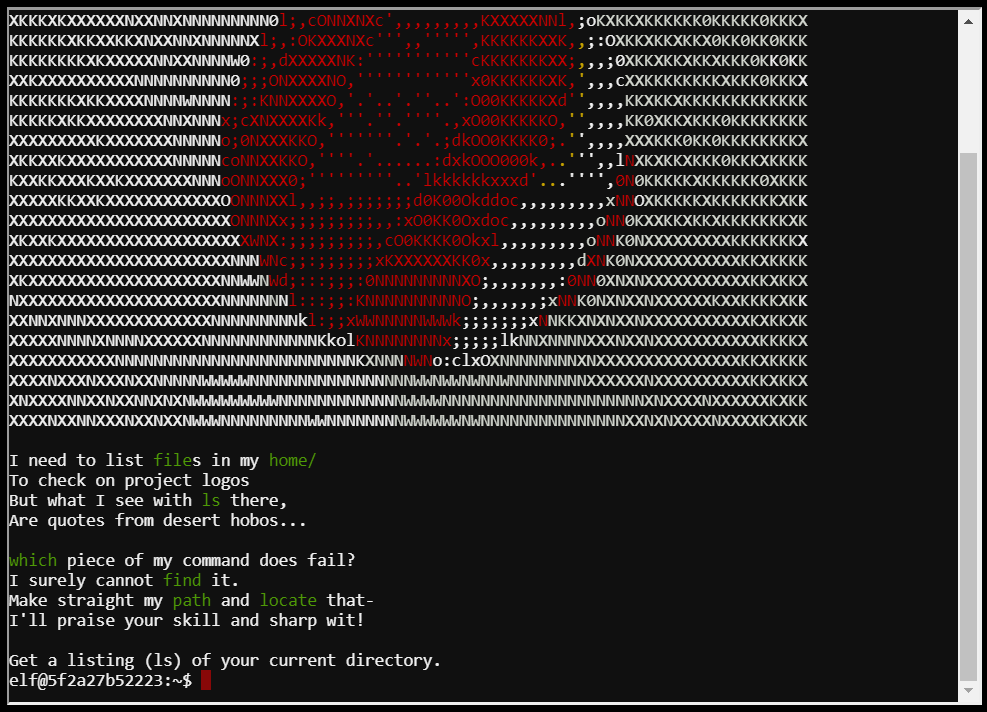 I need to list files in my home/
To check on project logos
But what I see with ls there,
Are quotes from desert hobos...
which piece of my command does fail?
I surely cannot find it.
Make straight my path and locate that-
I'll praise your skill and sharp wit!
Get a listing (ls) of your current directory.
elf@5f2a27b52223:~$